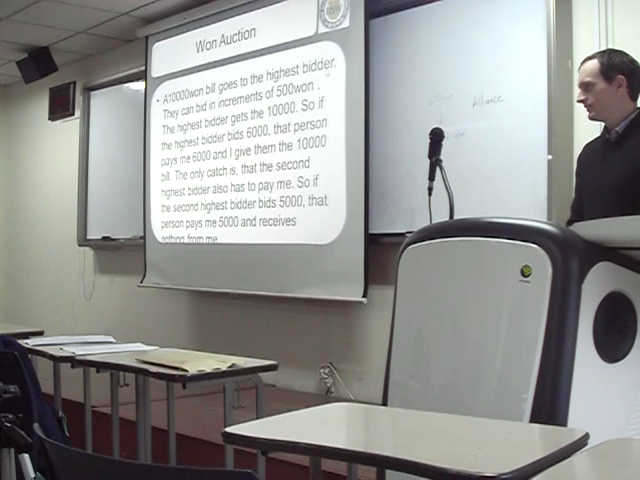 Won Auction
• A10000won bill goes to the highest bidder.
They can bid in increments of 500won .
The highest bidder gets the 10000. So if
the highest bidder bids 6000, that person
pays me 6000 and I give them the 10000
bill. The only catch is, that the second
highest bidder also has to pay me. So if
the second highest bidder bids 5000, that
person pays me 5000 and receives
nothing from me
Alliance